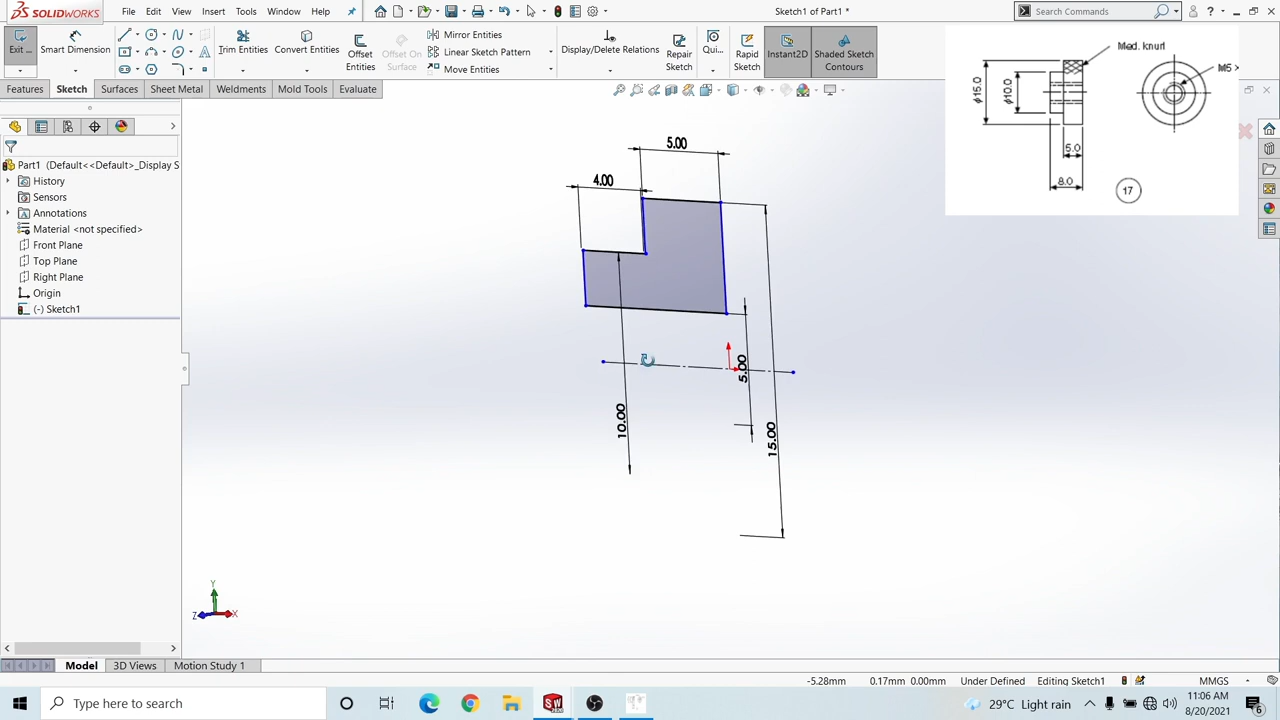 SOLIDWORKS File Edit View Insert Tools Window Help Sketch1 of Part1 * Search Commands
Exit ... Smart Dimension Trim Entities Convert Entities Offset Entities Offset On Surface Mirror Entities Linear Sketch Pattern Move Entities Display/Delete Relations Repair Sketch Qui... Rapid Sketch Instant2D Shaded Sketch Contours
Features Sketch Surfaces Sheet Metal Weldments Mold Tools Evaluate
Part1 (Default<<Default>_Display S
History
Sensors
Annotations
Material <not specified>
Front Plane
Top Plane
Right Plane
Origin
(-) Sketch1
5.00
4.00
10.00
5.00
15.00
Med. knurl
M5 ×
ϕ15.0
ϕ10.0
5.0
8.0
17
Y
Z
X
Model 3D Views Motion Study 1
-5.28mm 0.17mm 0.00mm Under Defined Editing Sketch1 MMGS
Type here to search
29°C Light rain
11:06 AM
8/20/2021
6